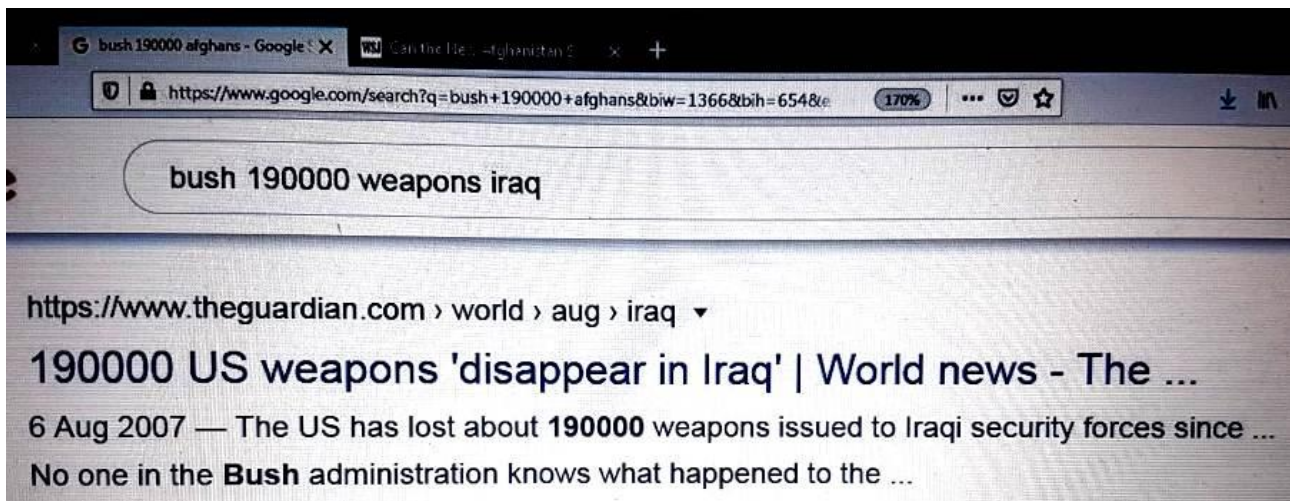 G bush 190000 afghans - Google S
WSJ Can the
https://www.google.com/search?q=bush+190000+afghans&biw=1366&bih=654&e 170%
bush 190000 weapons iraq
https://www.theguardian.com › world › aug › iraq
190000 US weapons 'disappear in Iraq' | World news - The ...
6 Aug 2007 — The US has lost about 190000 weapons issued to Iraqi security forces since ...
No one in the Bush administration knows what happened to the ...